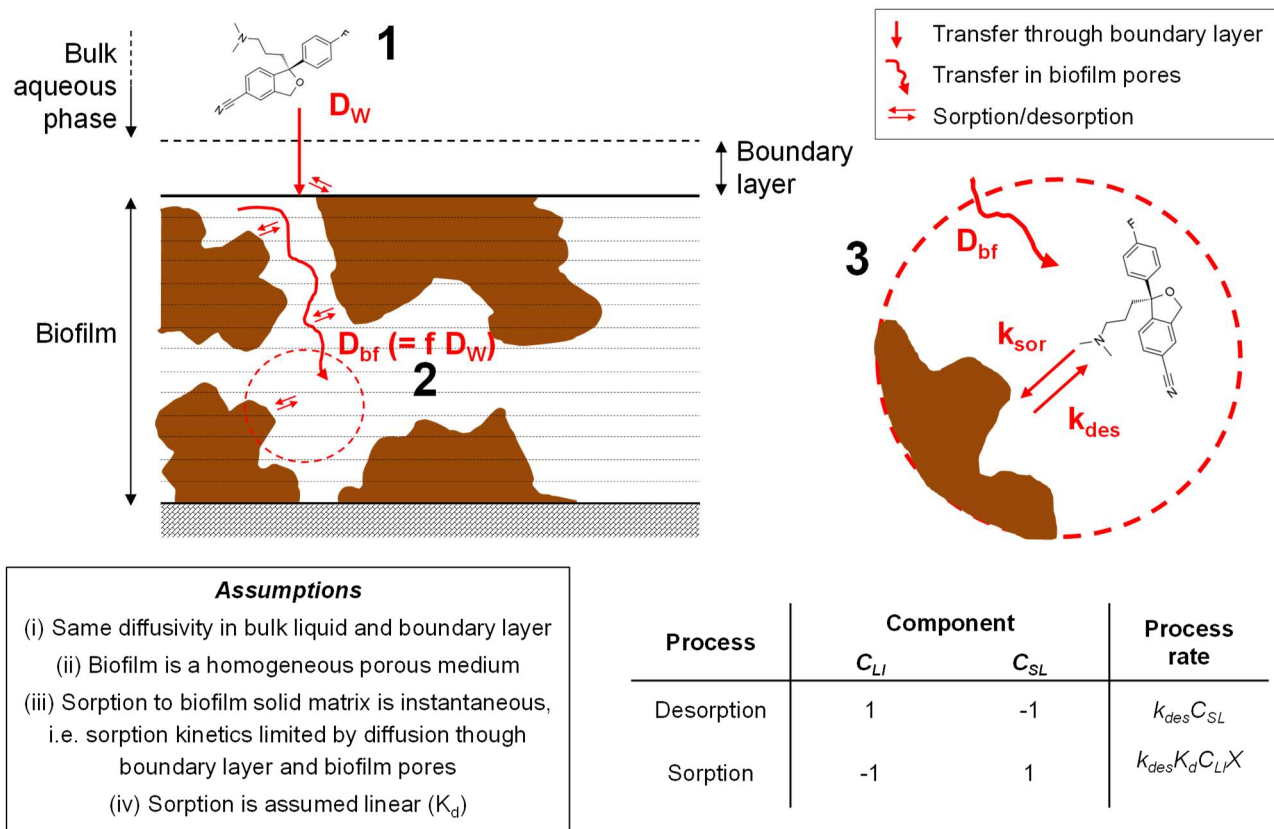 Bulk
aqueous
phase
N
F
O
N
1
D_W
Transfer through boundary layer
Transfer in biofilm pores
Sorption/desorption
Boundary
layer
Biofilm
D_bf (= f D_W)
2
3
D_bf
F
O
N
N
k_sor
k_des
Assumptions
(i) Same diffusivity in bulk liquid and boundary layer
(ii) Biofilm is a homogeneous porous medium
(iii) Sorption to biofilm solid matrix is instantaneous,
i.e. sorption kinetics limited by diffusion though
boundary layer and biofilm pores
(iv) Sorption is assumed linear (K_d)
Process Component Process rate
C_LI C_SL
Desorption 1 -1 k_des C_SL
Sorption -1 1 k_des K_d C_LI X